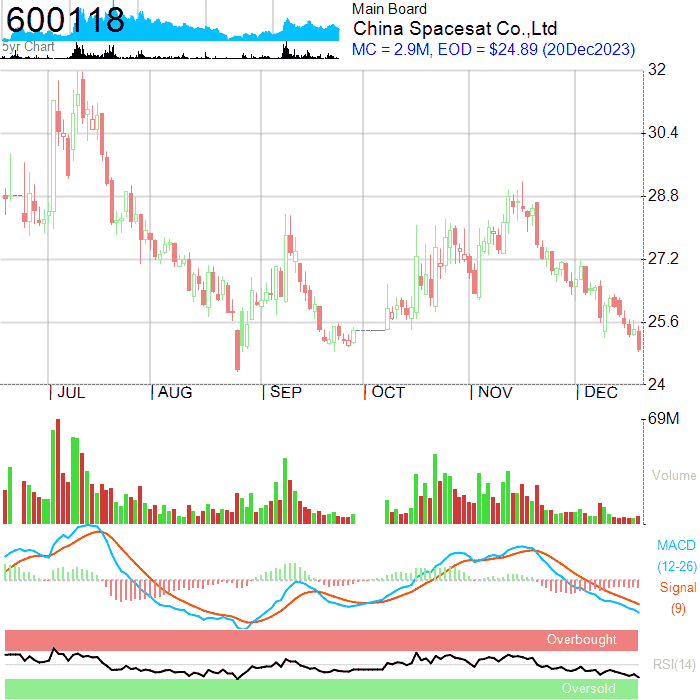 600118
5yr Chart
Main Board
China Spacesat Co.,Ltd
MC = 2.9M, EOD = $24.89 (20Dec2023)
32
30.4
28.8
27.2
25.6
24
JUL AUG SEP OCT NOV DEC
69M
Volume
MACD
(12-26)
Signal
(9)
Overbought
RSI(14)
Oversold